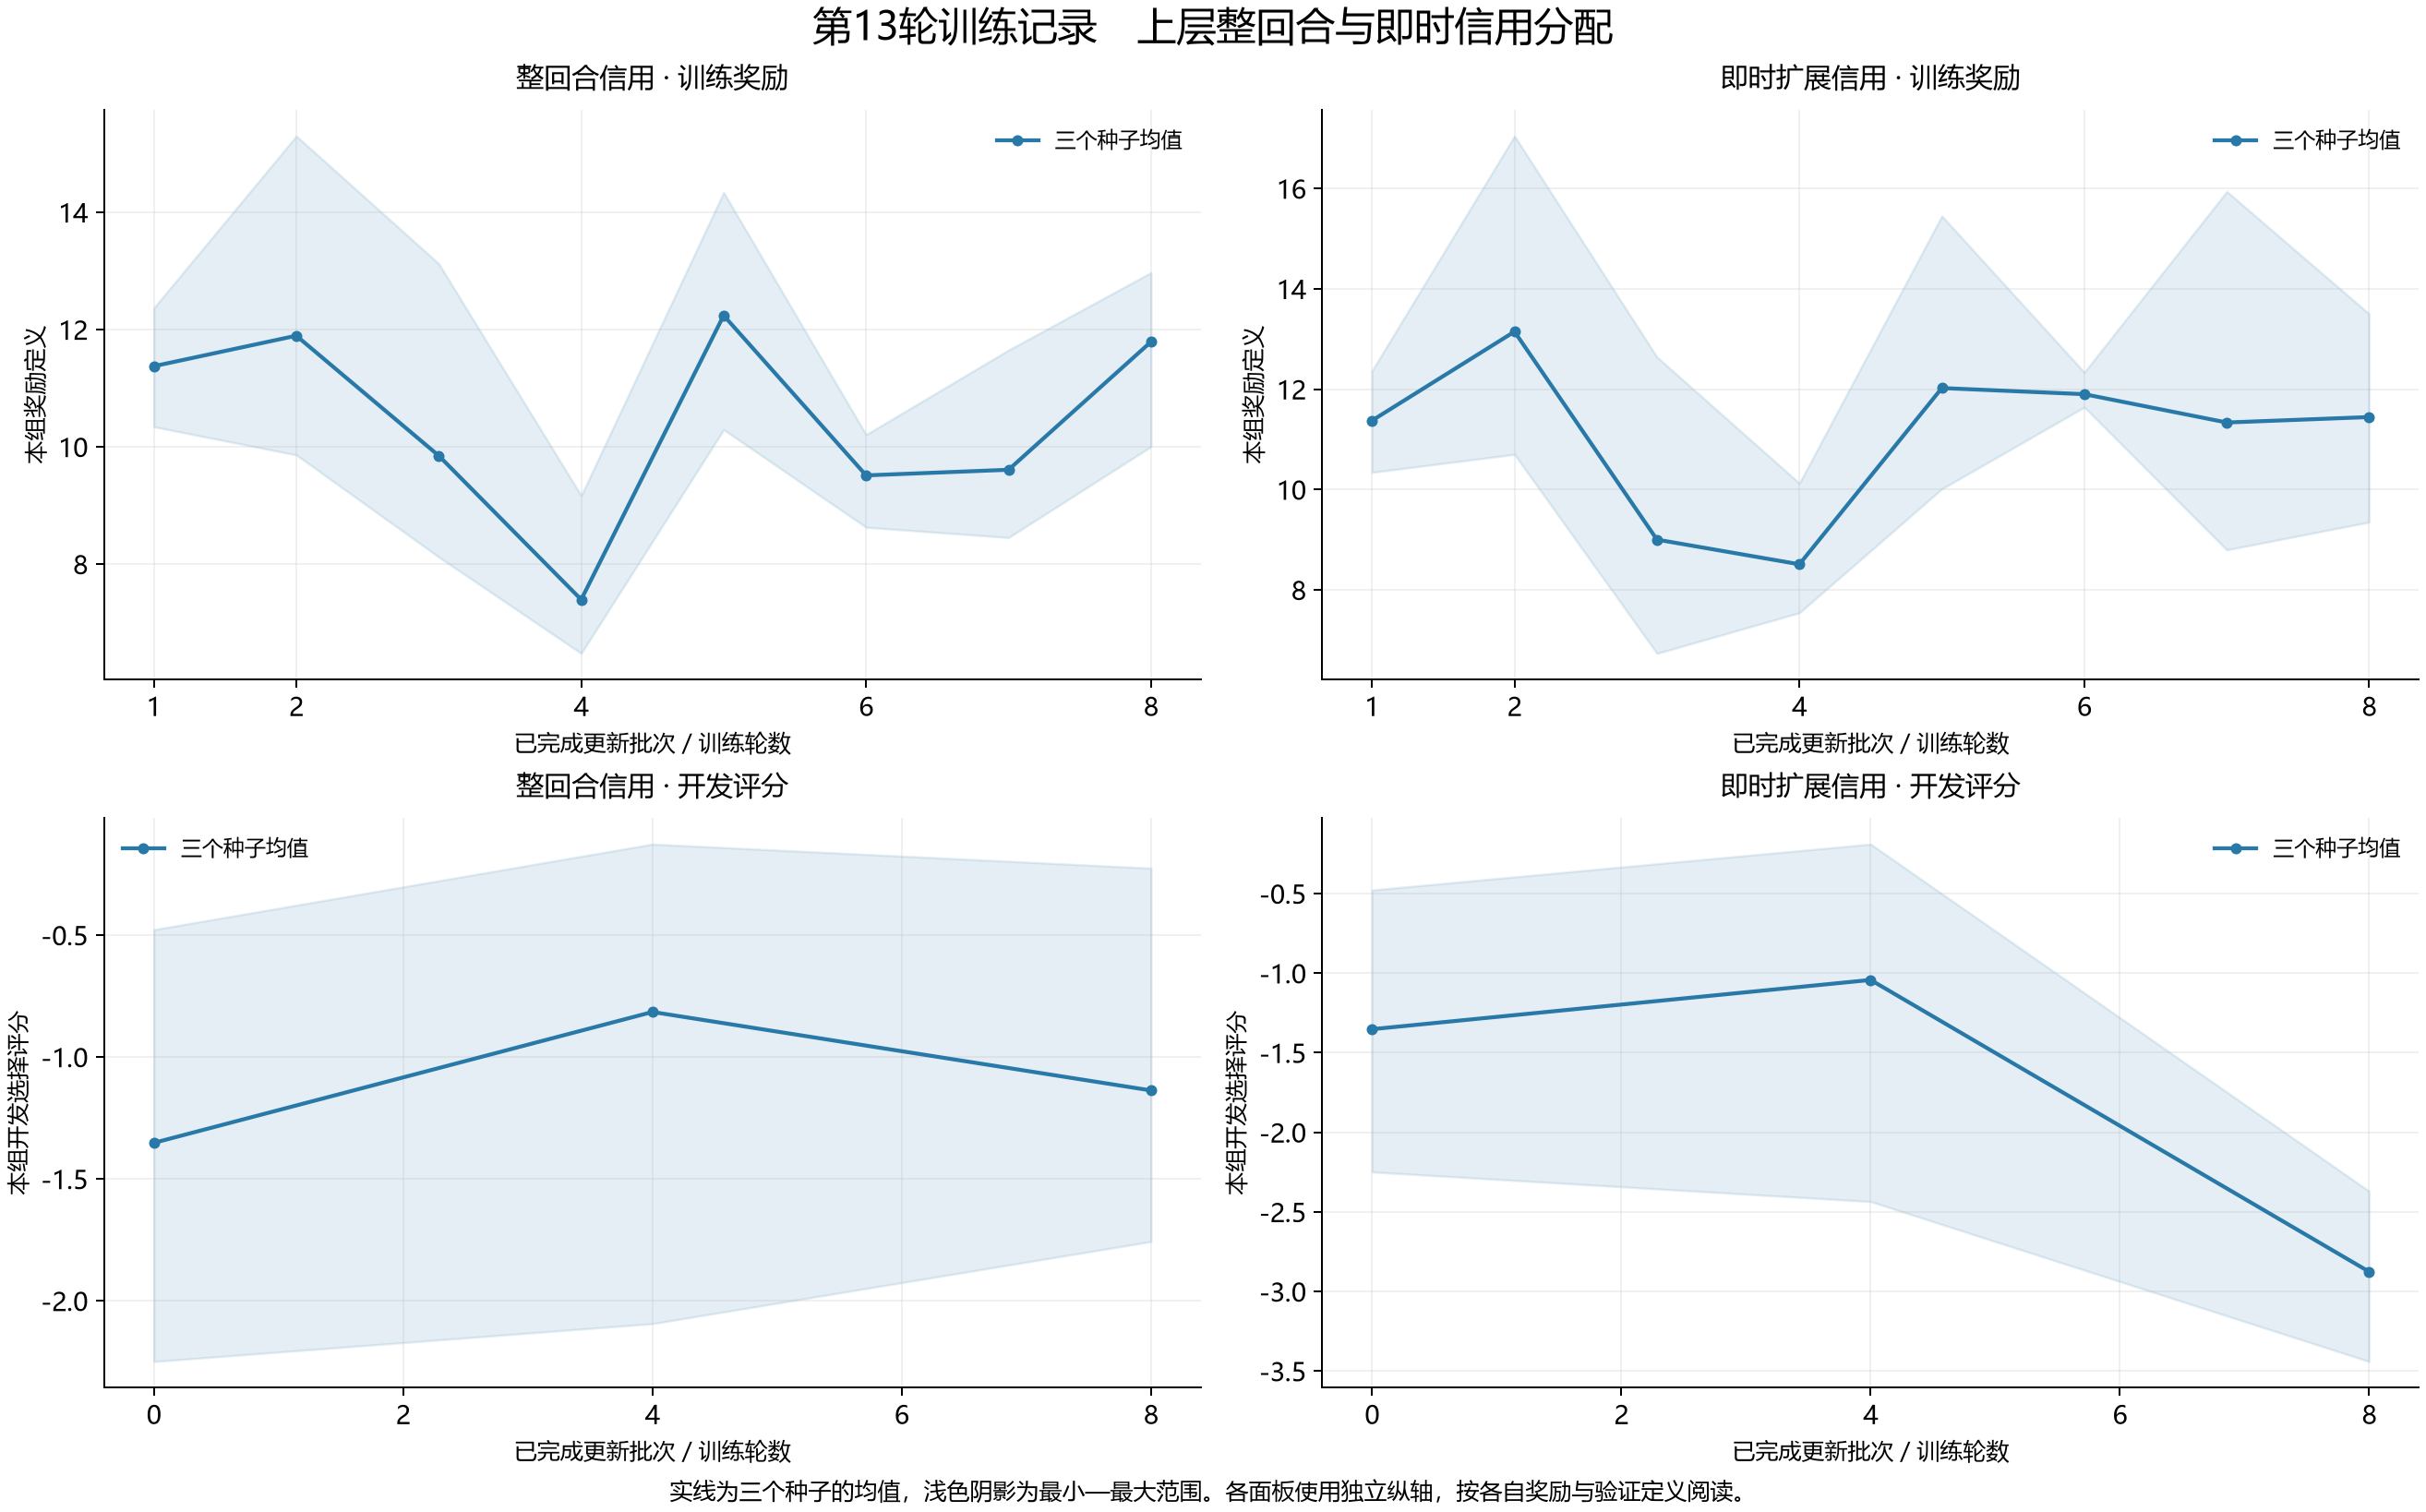 第13轮训练记录　上层整回合与即时信用分配
整回合信用 · 训练奖励
三个种子均值
本组奖励定义
14
12
10
8
1 2 4 6 8
已完成更新批次 / 训练轮数
即时扩展信用 · 训练奖励
三个种子均值
本组奖励定义
16
14
12
10
8
1 2 4 6 8
已完成更新批次 / 训练轮数
整回合信用 · 开发评分
三个种子均值
本组开发选择评分
-0.5
-1.0
-1.5
-2.0
0 2 4 6 8
已完成更新批次 / 训练轮数
即时扩展信用 · 开发评分
三个种子均值
本组开发选择评分
-0.5
-1.0
-1.5
-2.0
-2.5
-3.0
-3.5
0 2 4 6 8
已完成更新批次 / 训练轮数
实线为三个种子的均值，浅色阴影为最小—最大范围。各面板使用独立纵轴，按各自奖励与验证定义阅读。